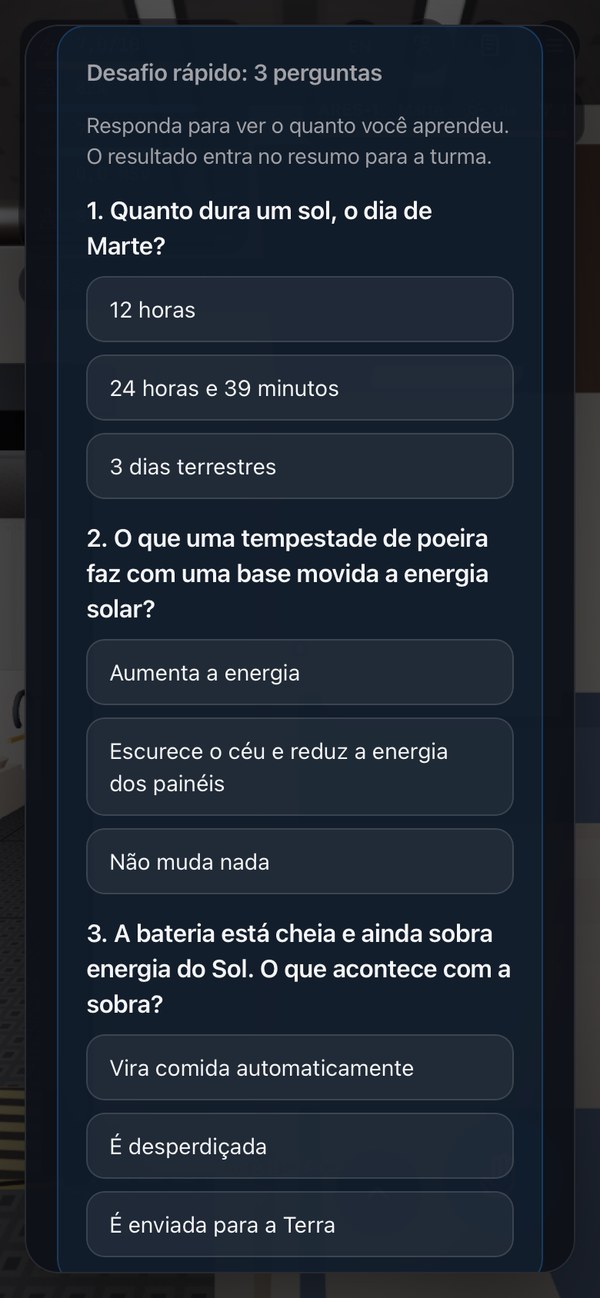 Desafio rápido: 3 perguntas
Responda para ver o quanto você aprendeu.
O resultado entra no resumo para a turma.
1. Quanto dura um sol, o dia de
Marte?
12 horas
24 horas e 39 minutos
3 dias terrestres
2. O que uma tempestade de poeira
faz com uma base movida a energia
solar?
Aumenta a energia
Escurece o céu e reduz a energia
dos painéis
Não muda nada
3. A bateria está cheia e ainda sobra
energia do Sol. O que acontece com a
sobra?
Vira comida automaticamente
É desperdiçada
É enviada para a Terra